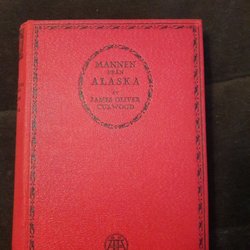 MANNEN
FRÅN
ALASKA
AV
JAMES OLIVER
CURWOOD